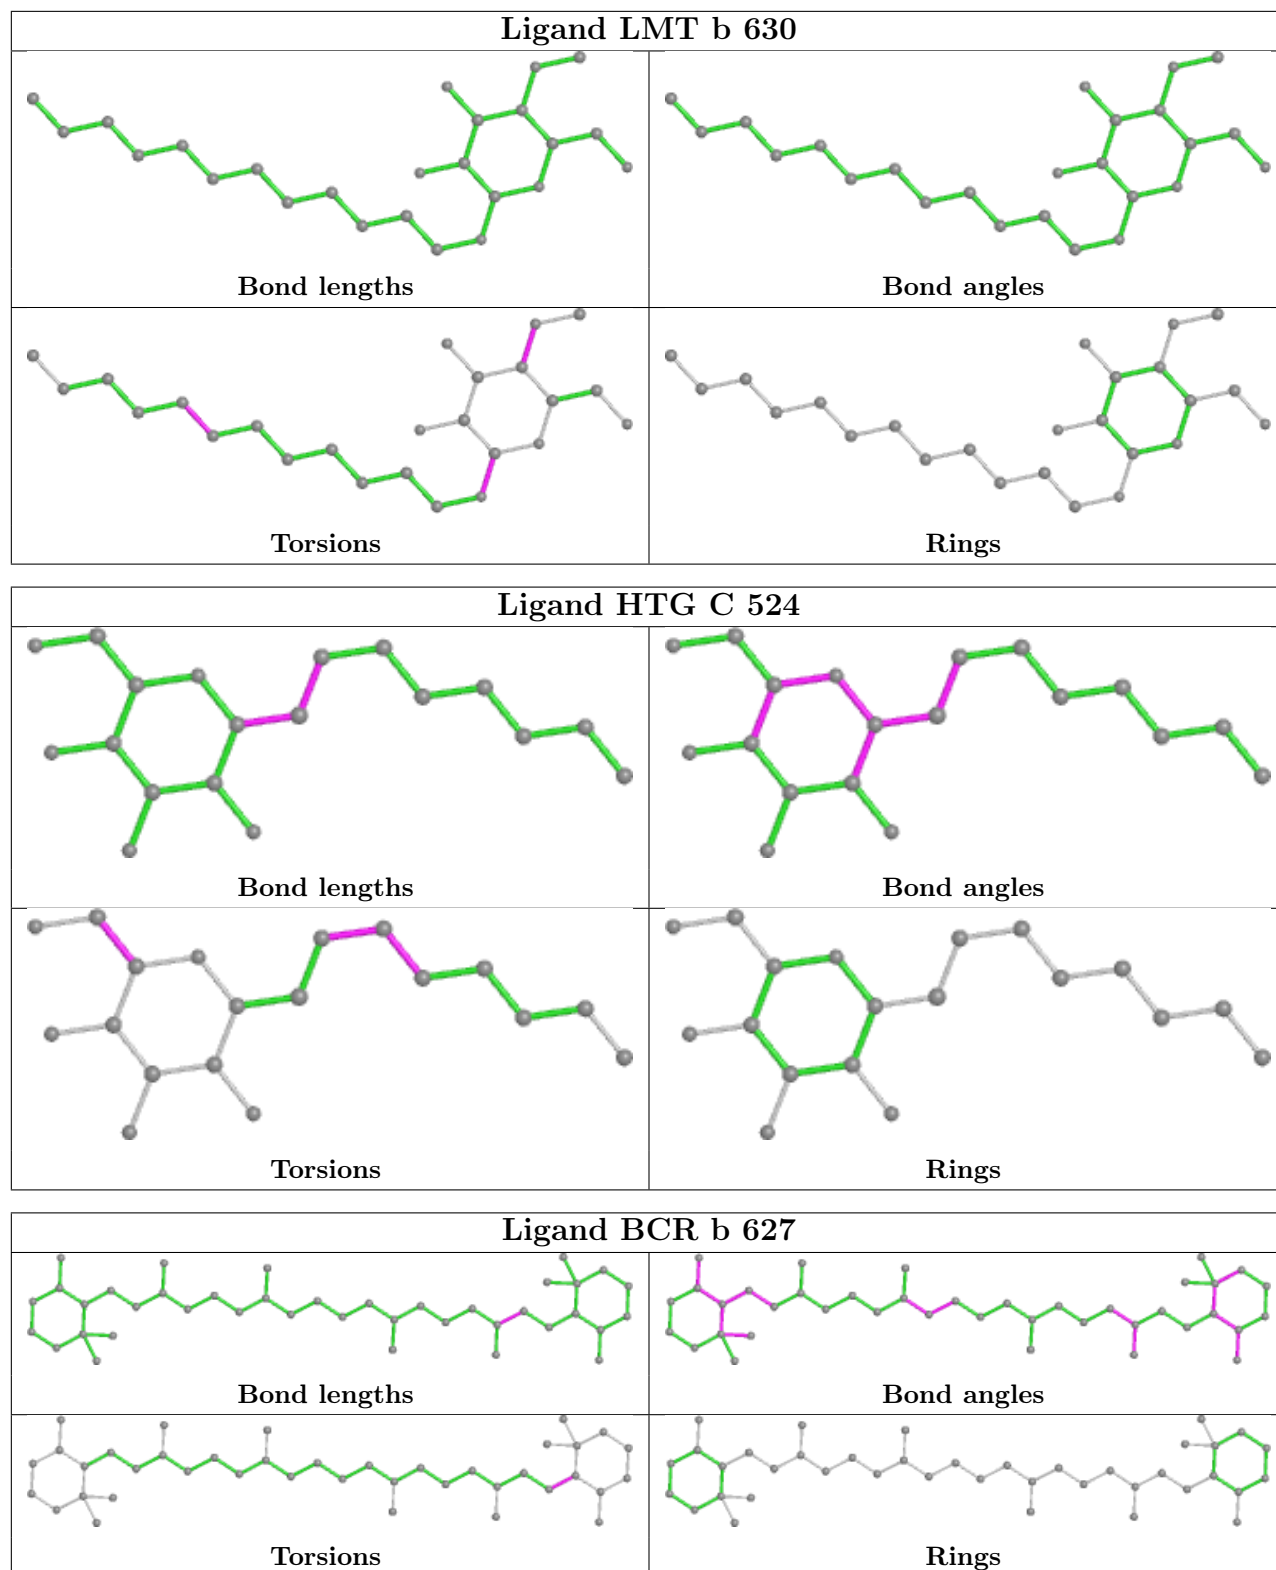 Ligand LMT b 630
Bond lengths
Bond angles
Torsions
Rings
Ligand HTG C 524
Bond lengths
Bond angles
Torsions
Rings
Ligand BCR b 627
Bond lengths
Bond angles
Torsions
Rings